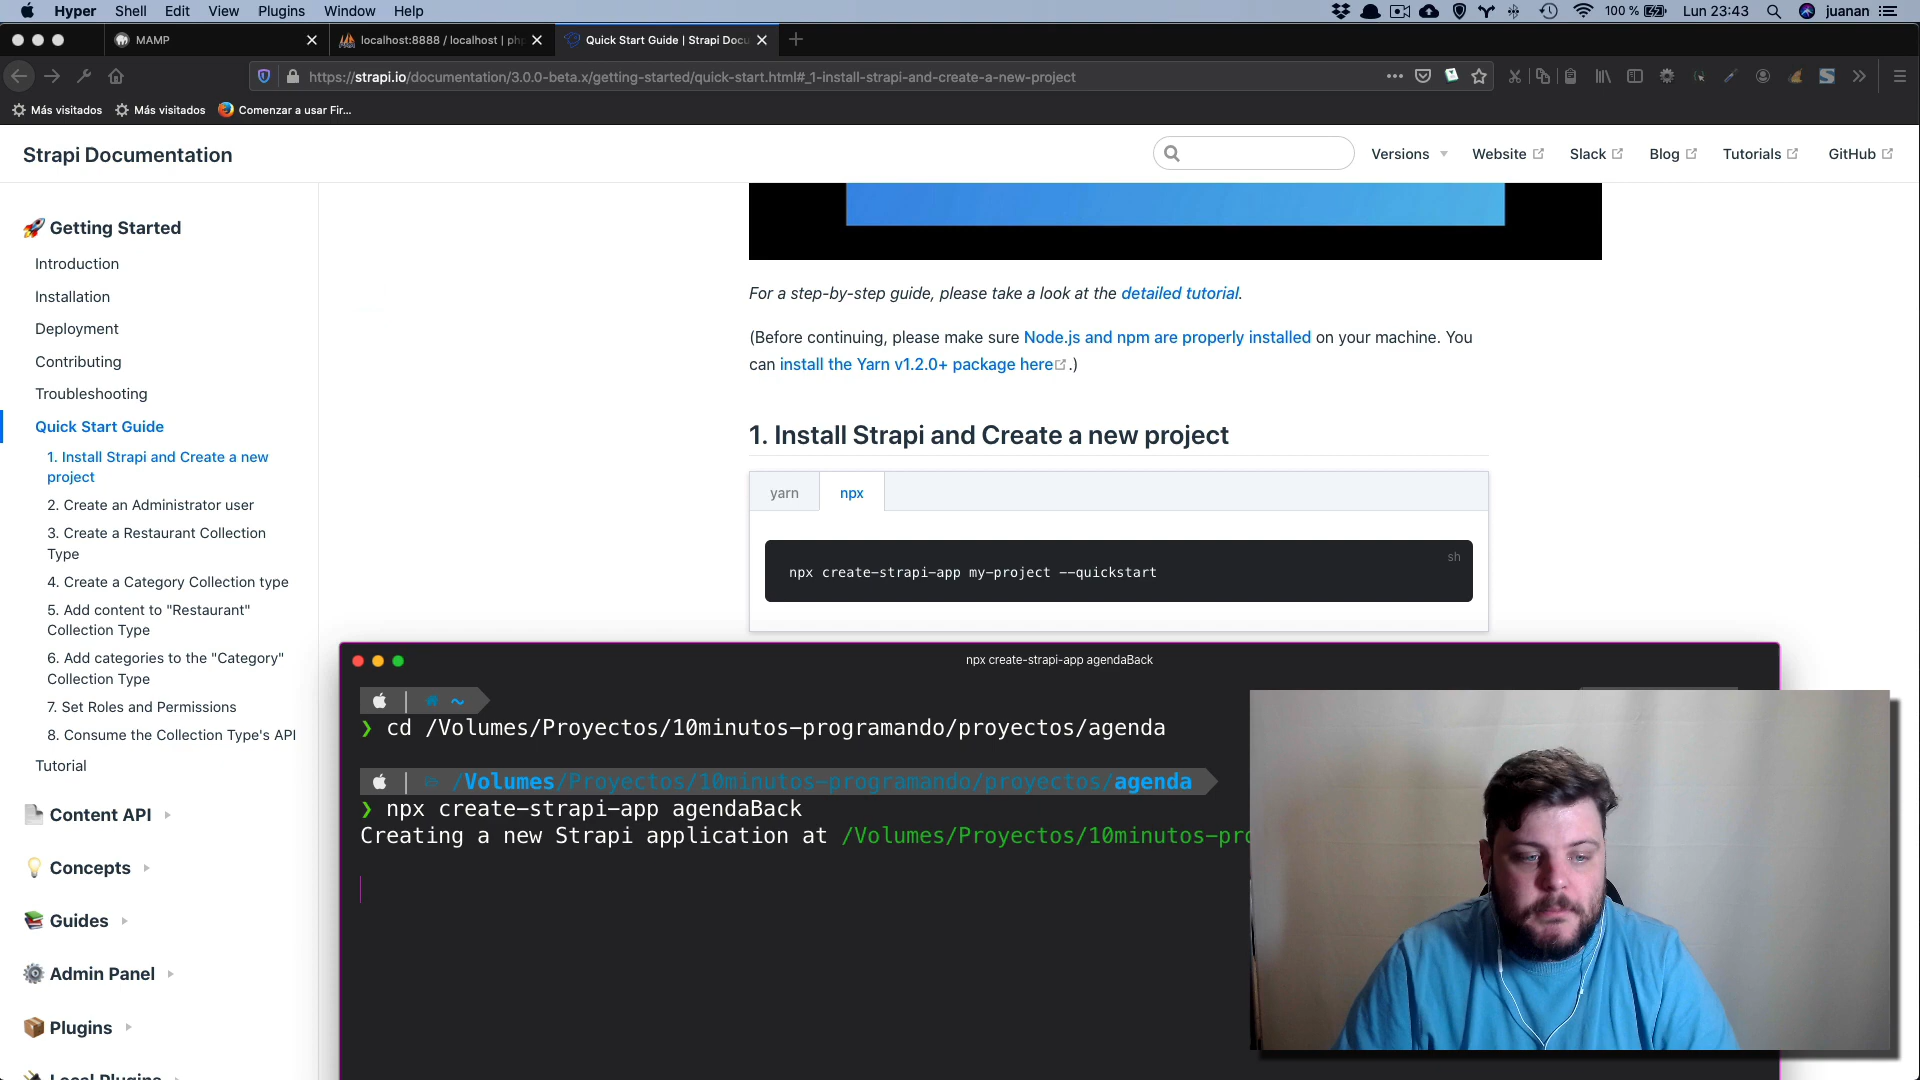 Hyper Shell Edit View Plugins Window Help 100 % Lun 23:43 juanan
MAMP
localhost:8888 / localhost | ph
Quick Start Guide | Strapi Docu
https://strapi.io/documentation/3.0.0-beta.x/getting-started/quick-start.html#_1-install-strapi-and-create-a-new-project
Más visitados Más visitados Comenzar a usar Fir...
Strapi Documentation
Versions Website Slack Blog Tutorials GitHub
Getting Started
Introduction
Installation
Deployment
Contributing
Troubleshooting
Quick Start Guide
1. Install Strapi and Create a new
project
2. Create an Administrator user
3. Create a Restaurant Collection
Type
4. Create a Category Collection type
5. Add content to "Restaurant"
Collection Type
6. Add categories to the "Category"
Collection Type
7. Set Roles and Permissions
8. Consume the Collection Type's API
Tutorial
Content API
Concepts
Guides
Admin Panel
Plugins
Local Plugins
For a step-by-step guide, please take a look at the detailed tutorial.
(Before continuing, please make sure Node.js and npm are properly installed on your machine. You
can install the Yarn v1.2.0+ package here .)
1. Install Strapi and Create a new project
yarn npx
sh
npx create-strapi-app my-project --quickstart
npx create-strapi-app agendaBack
~
❯ cd /Volumes/Proyectos/10minutos-programando/proyectos/agenda
/Volumes/Proyectos/10minutos-programando/proyectos/agenda
❯ npx create-strapi-app agendaBack
Creating a new Strapi application at /Volumes/Proyectos/10minutos-pro